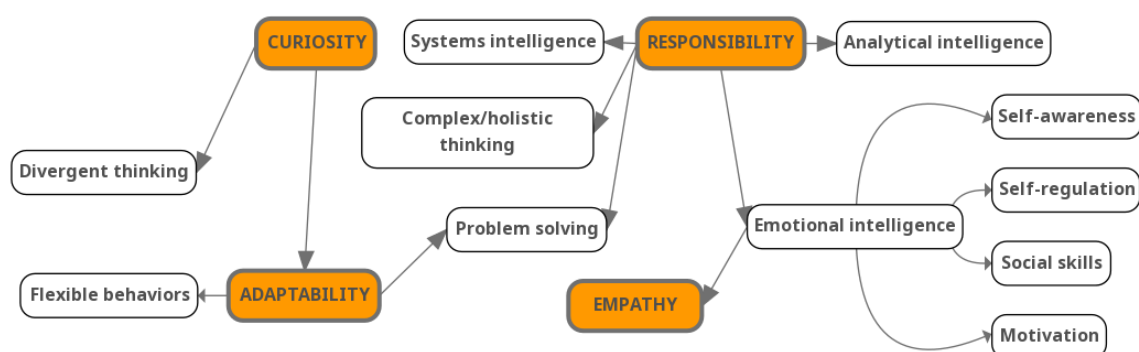 CURIOSITY
Systems intelligence
RESPONSIBILITY
Analytical intelligence
Complex/holistic
thinking
Self-awareness
Divergent thinking
Self-regulation
Problem solving
Emotional intelligence
Social skills
Flexible behaviors
ADAPTABILITY
EMPATHY
Motivation